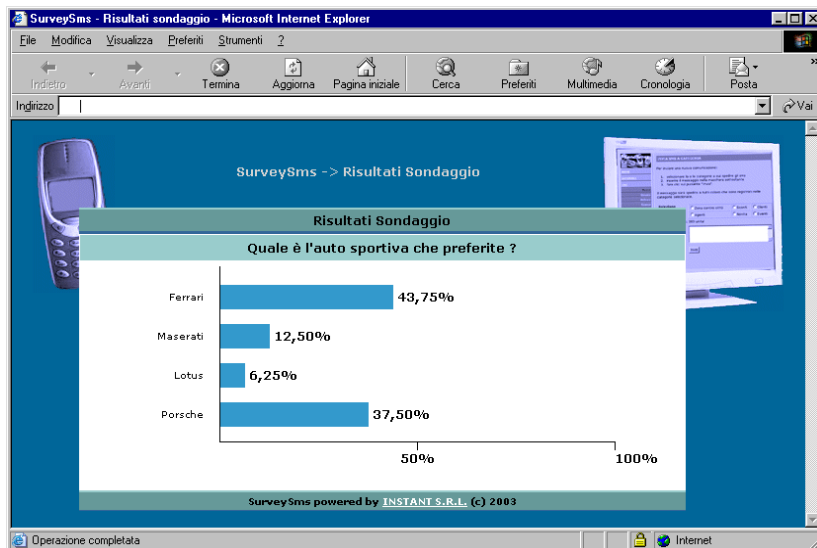 SurveySms - Risultati sondaggio - Microsoft Internet Explorer
File Modifica Visualizza Preferiti Strumenti ?
Indietro Avanti Termina Aggiorna Pagina iniziale Cerca Preferiti Multimedia Cronologia Posta »
Indirizzo Vai
SurveySms -> Risultati Sondaggio
Risultati Sondaggio
Quale è l'auto sportiva che preferite ?
Ferrari 43,75%
Maserati 12,50%
Lotus 6,25%
Porsche 37,50%
50% 100%
SurveySms powered by INSTANT S.R.L. (c) 2003
Operazione completata Internet